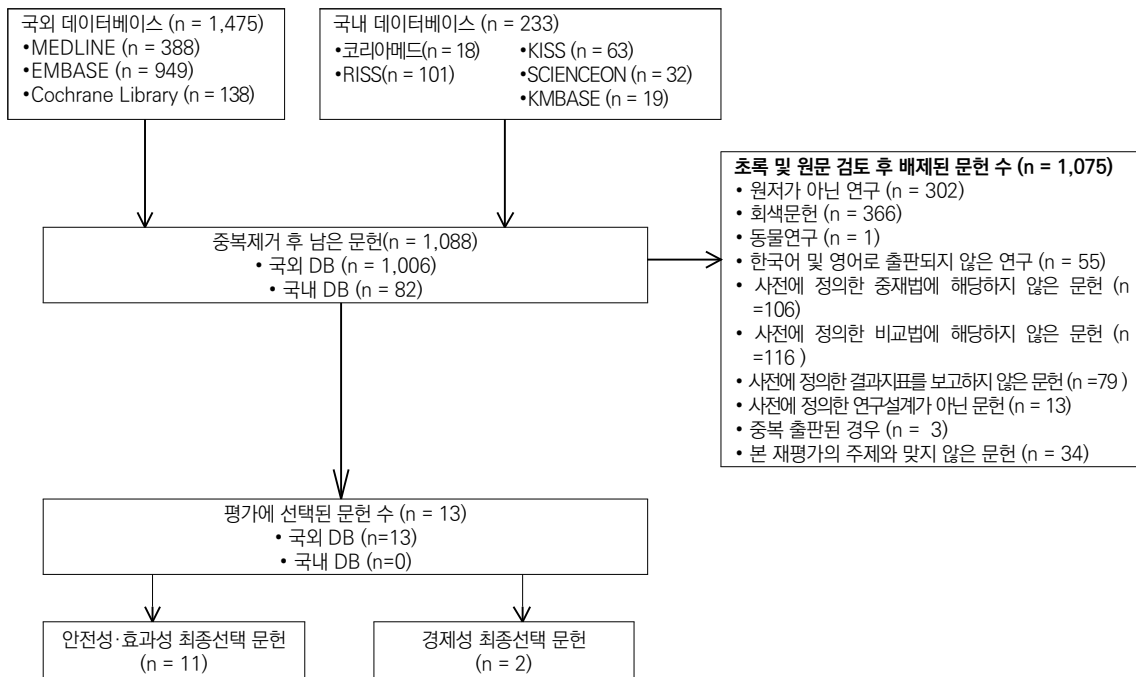 국외 데이터베이스 (n = 1,475)
•MEDLINE (n = 388)
•EMBASE (n = 949)
•Cochrane Library (n = 138)
국내 데이터베이스 (n = 233)
•코리아메드(n = 18)
•RISS(n = 101)
•KISS (n = 63)
•SCIENCEON (n = 32)
•KMBASE (n = 19)
중복제거 후 남은 문헌(n = 1,088)
• 국외 DB (n = 1,006)
• 국내 DB (n = 82)
초록 및 원문 검토 후 배제된 문헌 수 (n = 1,075)
• 원저가 아닌 연구 (n = 302)
• 회색문헌 (n = 366)
• 동물연구 (n = 1)
• 한국어 및 영어로 출판되지 않은 연구 (n = 55)
• 사전에 정의한 중재법에 해당하지 않은 문헌 (n
=106)
• 사전에 정의한 비교법에 해당하지 않은 문헌 (n
=116 )
• 사전에 정의한 결과지표를 보고하지 않은 문헌 (n =79 )
• 사전에 정의한 연구설계가 아닌 문헌 (n = 13)
• 중복 출판된 경우 (n = 3)
• 본 재평가의 주제와 맞지 않은 문헌 (n = 34)
평가에 선택된 문헌 수 (n = 13)
• 국외 DB (n=13)
• 국내 DB (n=0)
안전성·효과성 최종선택 문헌
(n = 11)
경제성 최종선택 문헌
(n = 2)